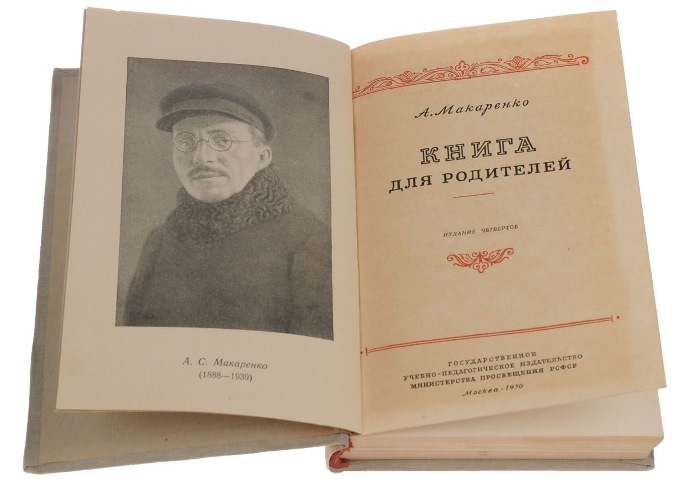 А. С. Макаренко
(1888—1939)
А. Макаренко
КНИГА
ДЛЯ РОДИТЕЛЕЙ
ИЗДАНИЕ ЧЕТВЕРТОЕ
ГОСУДАРСТВЕННОЕ
УЧЕБНО-ПЕДАГОГИЧЕСКОЕ ИЗДАТЕЛЬСТВО
МИНИСТЕРСТВА ПРОСВЕЩЕНИЯ РСФСР
Москва · 1950